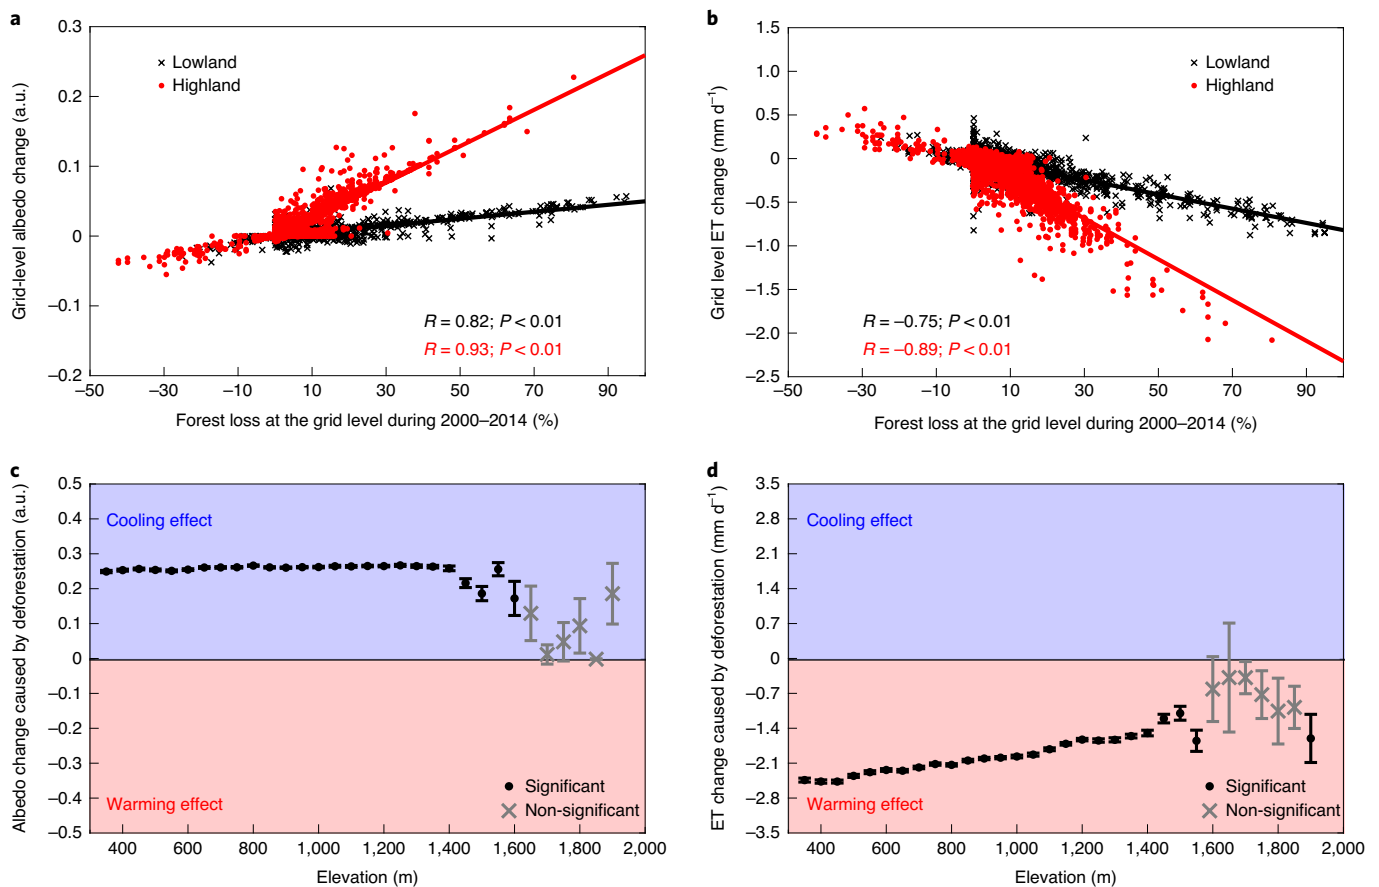 a
Grid-level albedo change (a.u.)
0.3
0.2
0.1
0
–0.1
–0.2
× Lowland
• Highland
R = 0.82; P < 0.01
R = 0.93; P < 0.01
–50 –30 –10 10 30 50 70 90
Forest loss at the grid level during 2000–2014 (%)
b
Grid level ET change (mm d–1)
1.5
1.0
0.5
0
–0.5
–1.0
–1.5
–2.0
–2.5
× Lowland
• Highland
R = –0.75; P < 0.01
R = –0.89; P < 0.01
–50 –30 –10 10 30 50 70 90
Forest loss at the grid level during 2000–2014 (%)
c
Albedo change caused by deforestation (a.u.)
0.5
0.4
0.3
0.2
0.1
0
–0.1
–0.2
–0.3
–0.4
–0.5
Cooling effect
Warming effect
Significant
Non-significant
400 600 800 1,000 1,200 1,400 1,600 1,800 2,000
Elevation (m)
d
ET change caused by deforestation (mm d–1)
3.5
2.8
2.1
1.4
0.7
0
–0.7
–1.4
–2.1
–2.8
–3.5
Cooling effect
Warming effect
Significant
Non-significant
400 600 800 1,000 1,200 1,400 1,600 1,800 2,000
Elevation (m)